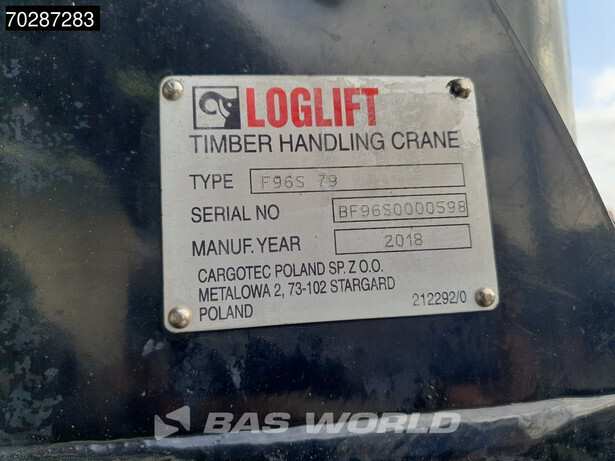 70287283
LOGLIFT
TIMBER HANDLING CRANE
TYPE F96S 79
SERIAL NO BF96S0000598
MANUF. YEAR 2018
CARGOTEC POLAND SP. Z O.O.
METALOWA 2, 73-102 STARGARD
POLAND 212292/0
BAS WORLD